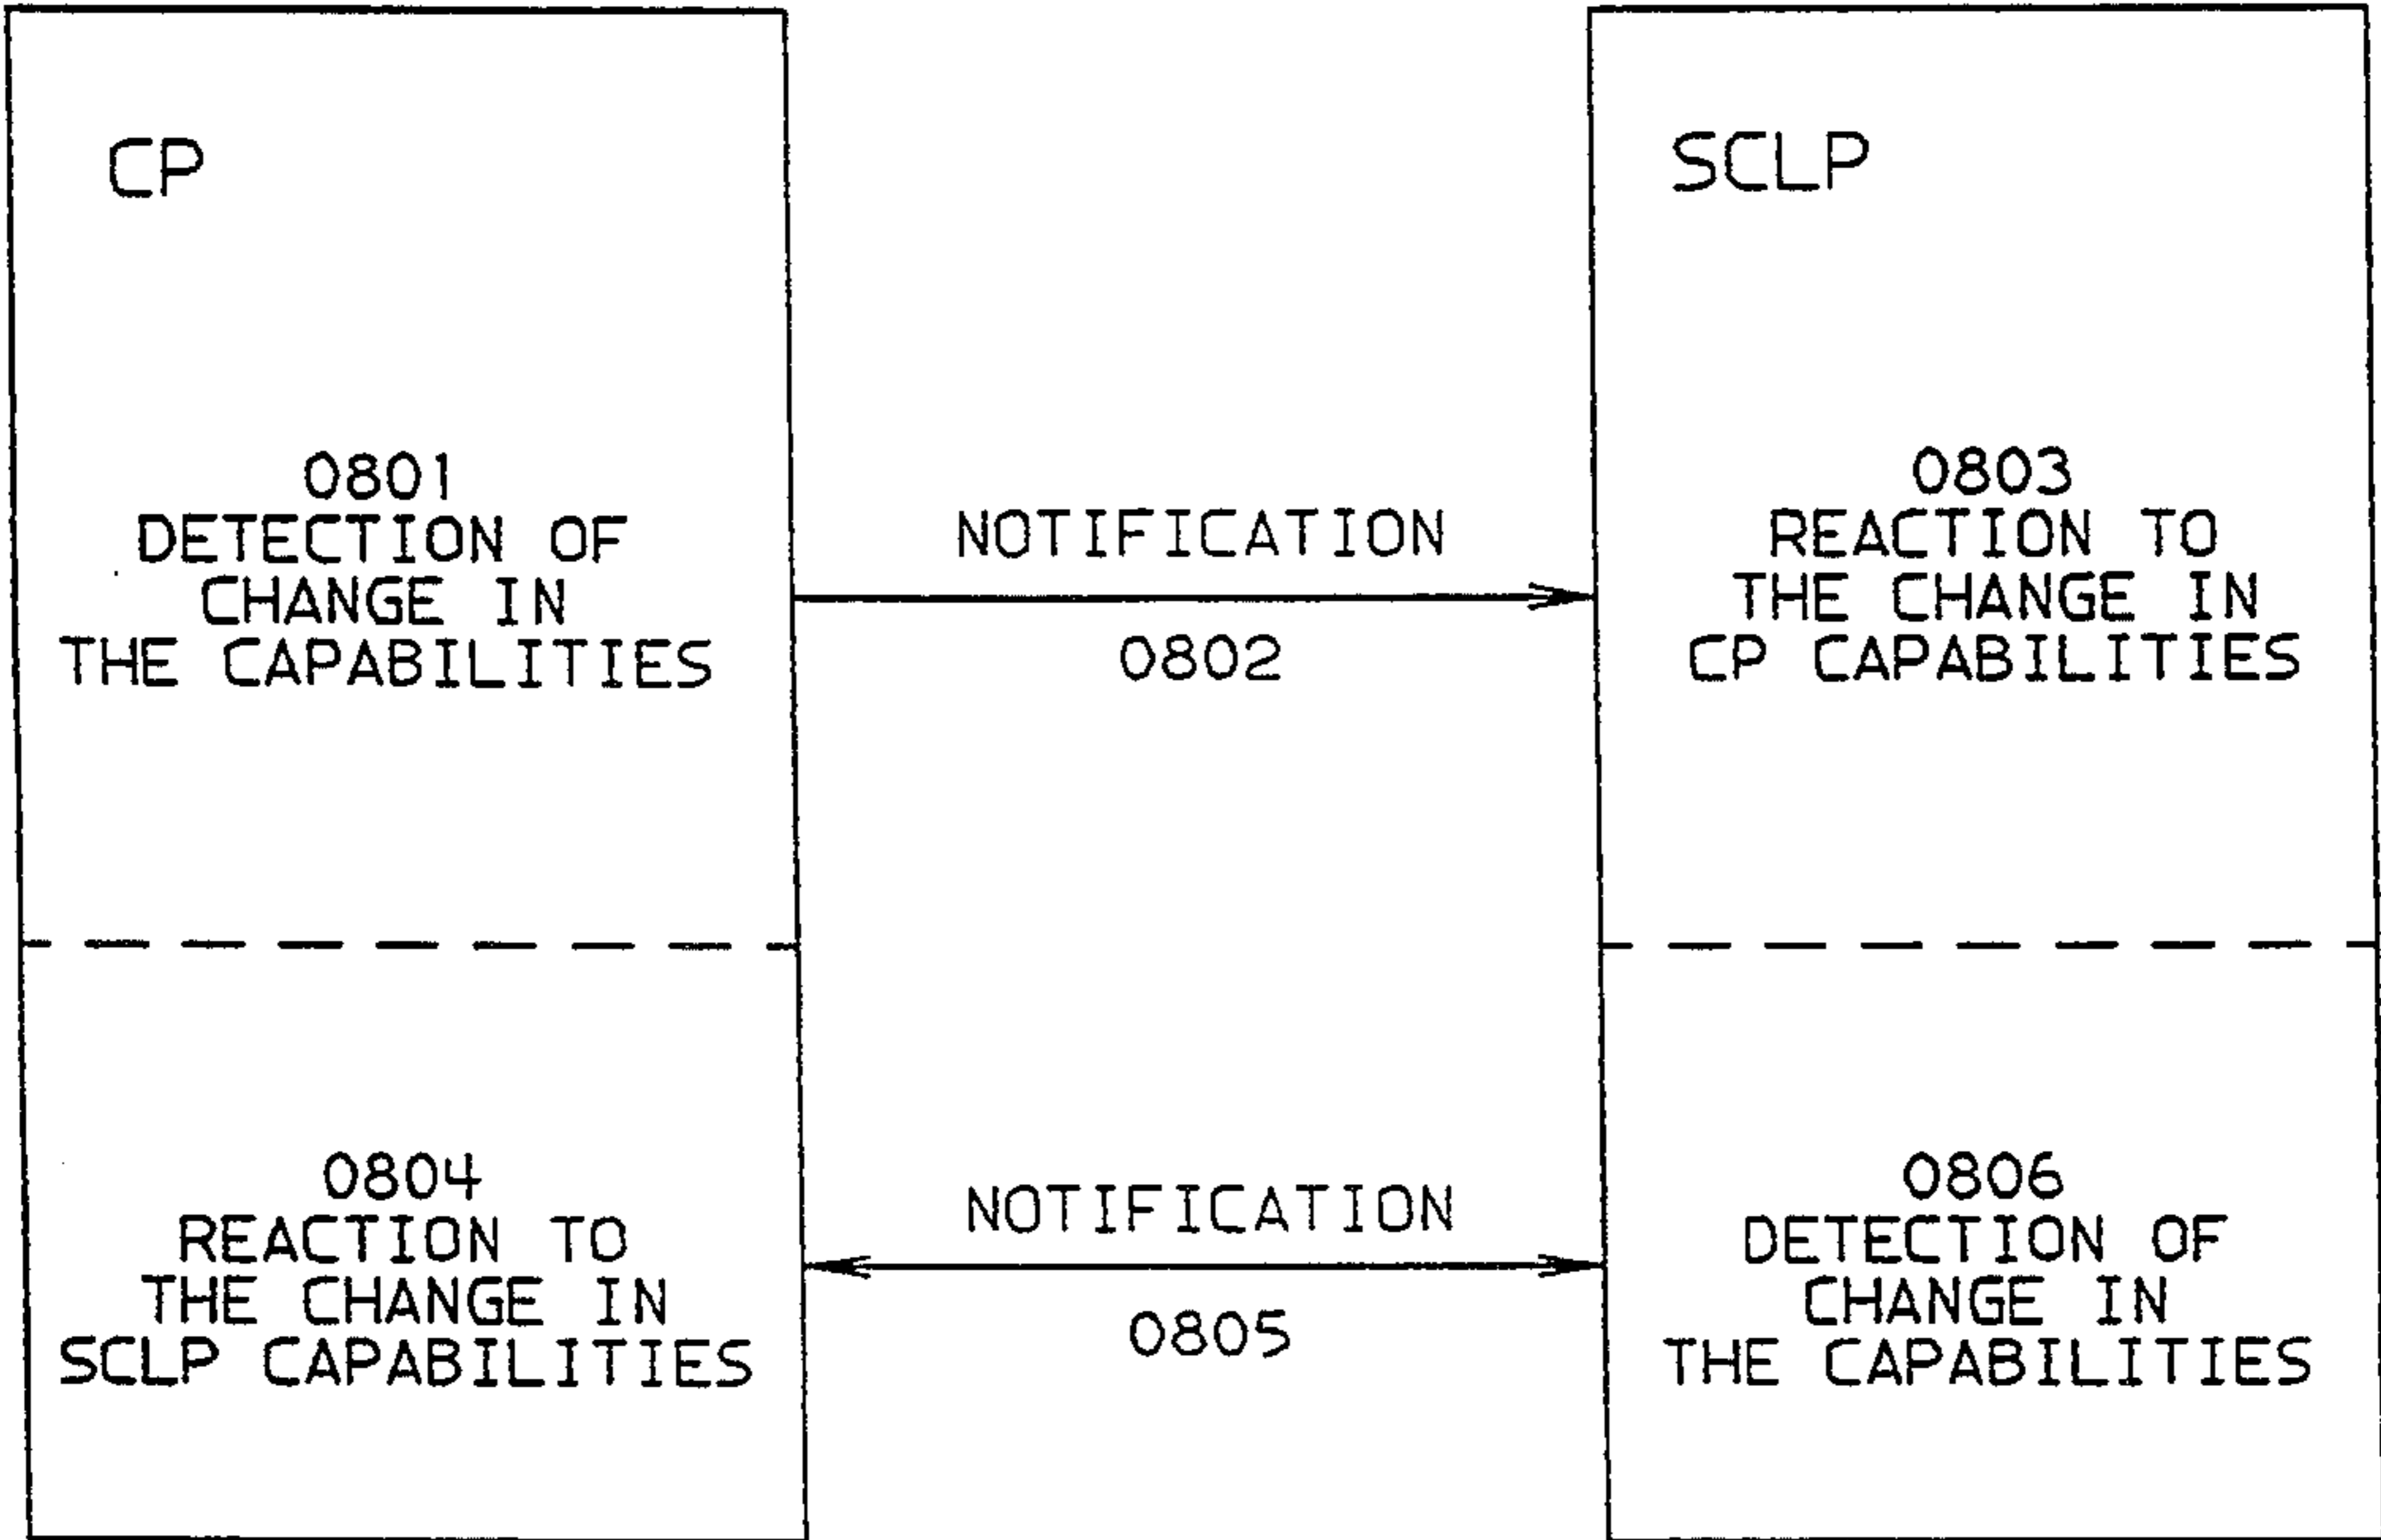 CP
SCLP
0801
DETECTION OF
CHANGE IN
THE CAPABILITIES
NOTIFICATION
0802
0803
REACTION TO
THE CHANGE IN
CP CAPABILITIES
0804
REACTION TO
THE CHANGE IN
SCLP CAPABILITIES
NOTIFICATION
0805
0806
DETECTION OF
CHANGE IN
THE CAPABILITIES